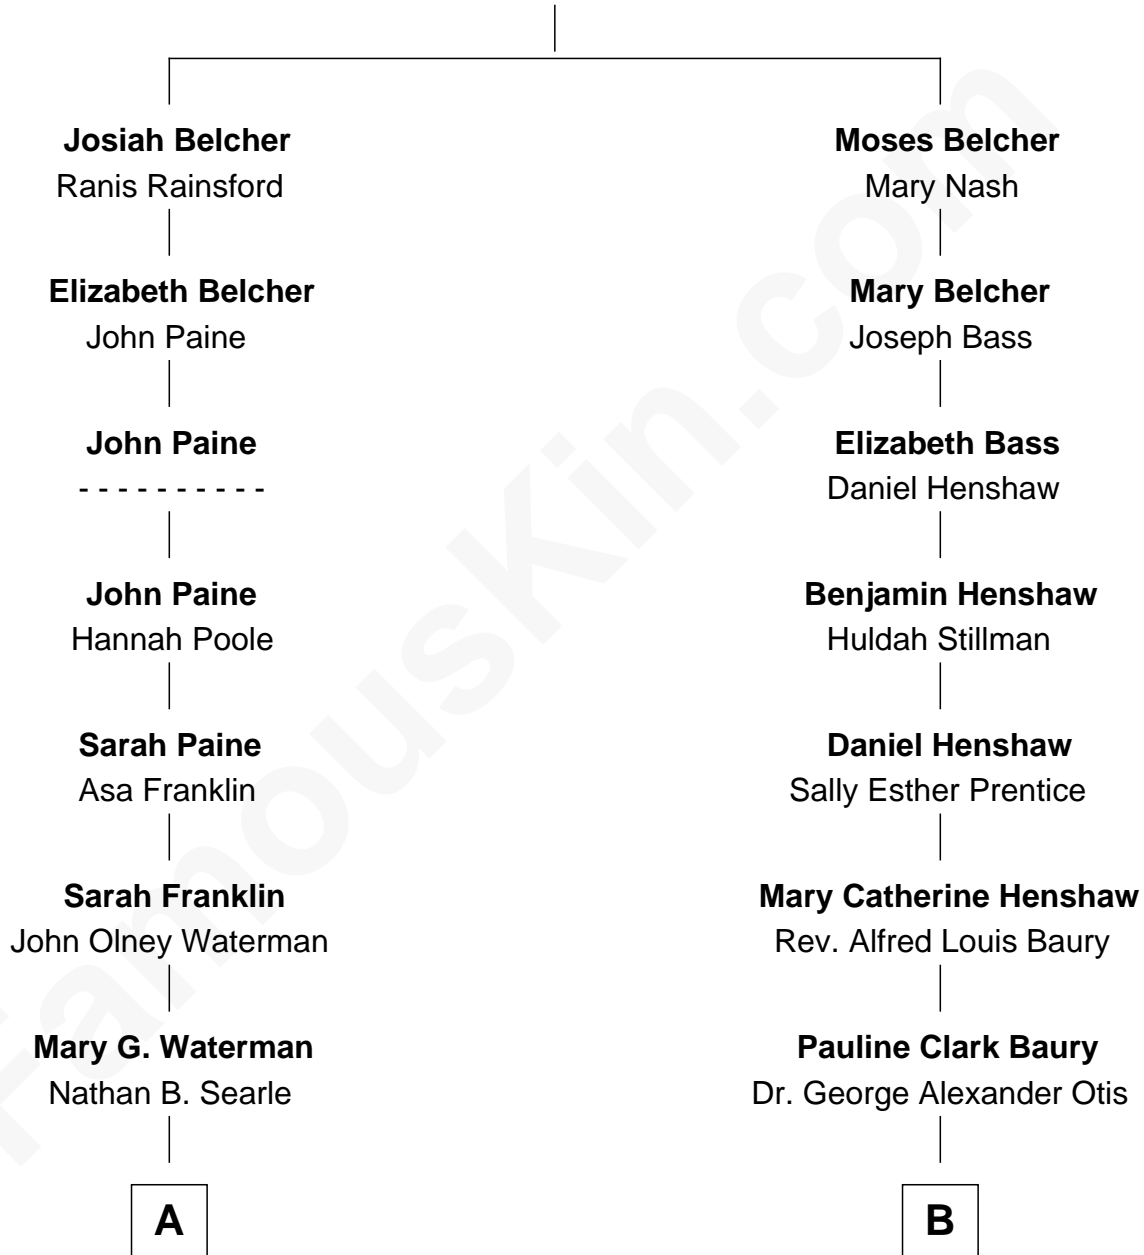 Josiah Belcher
Ranis Rainsford
Elizabeth Belcher
John Paine
John Paine
- - - - - - - - - -
John Paine
Hannah Poole
Sarah Paine
Asa Franklin
Sarah Franklin
John Olney Waterman
Mary G. Waterman
Nathan B. Searle
A
Moses Belcher
Mary Nash
Mary Belcher
Joseph Bass
Elizabeth Bass
Daniel Henshaw
Benjamin Henshaw
Huldah Stillman
Daniel Henshaw
Sally Esther Prentice
Mary Catherine Henshaw
Rev. Alfred Louis Baury
Pauline Clark Baury
Dr. George Alexander Otis
B
FamousKin.com